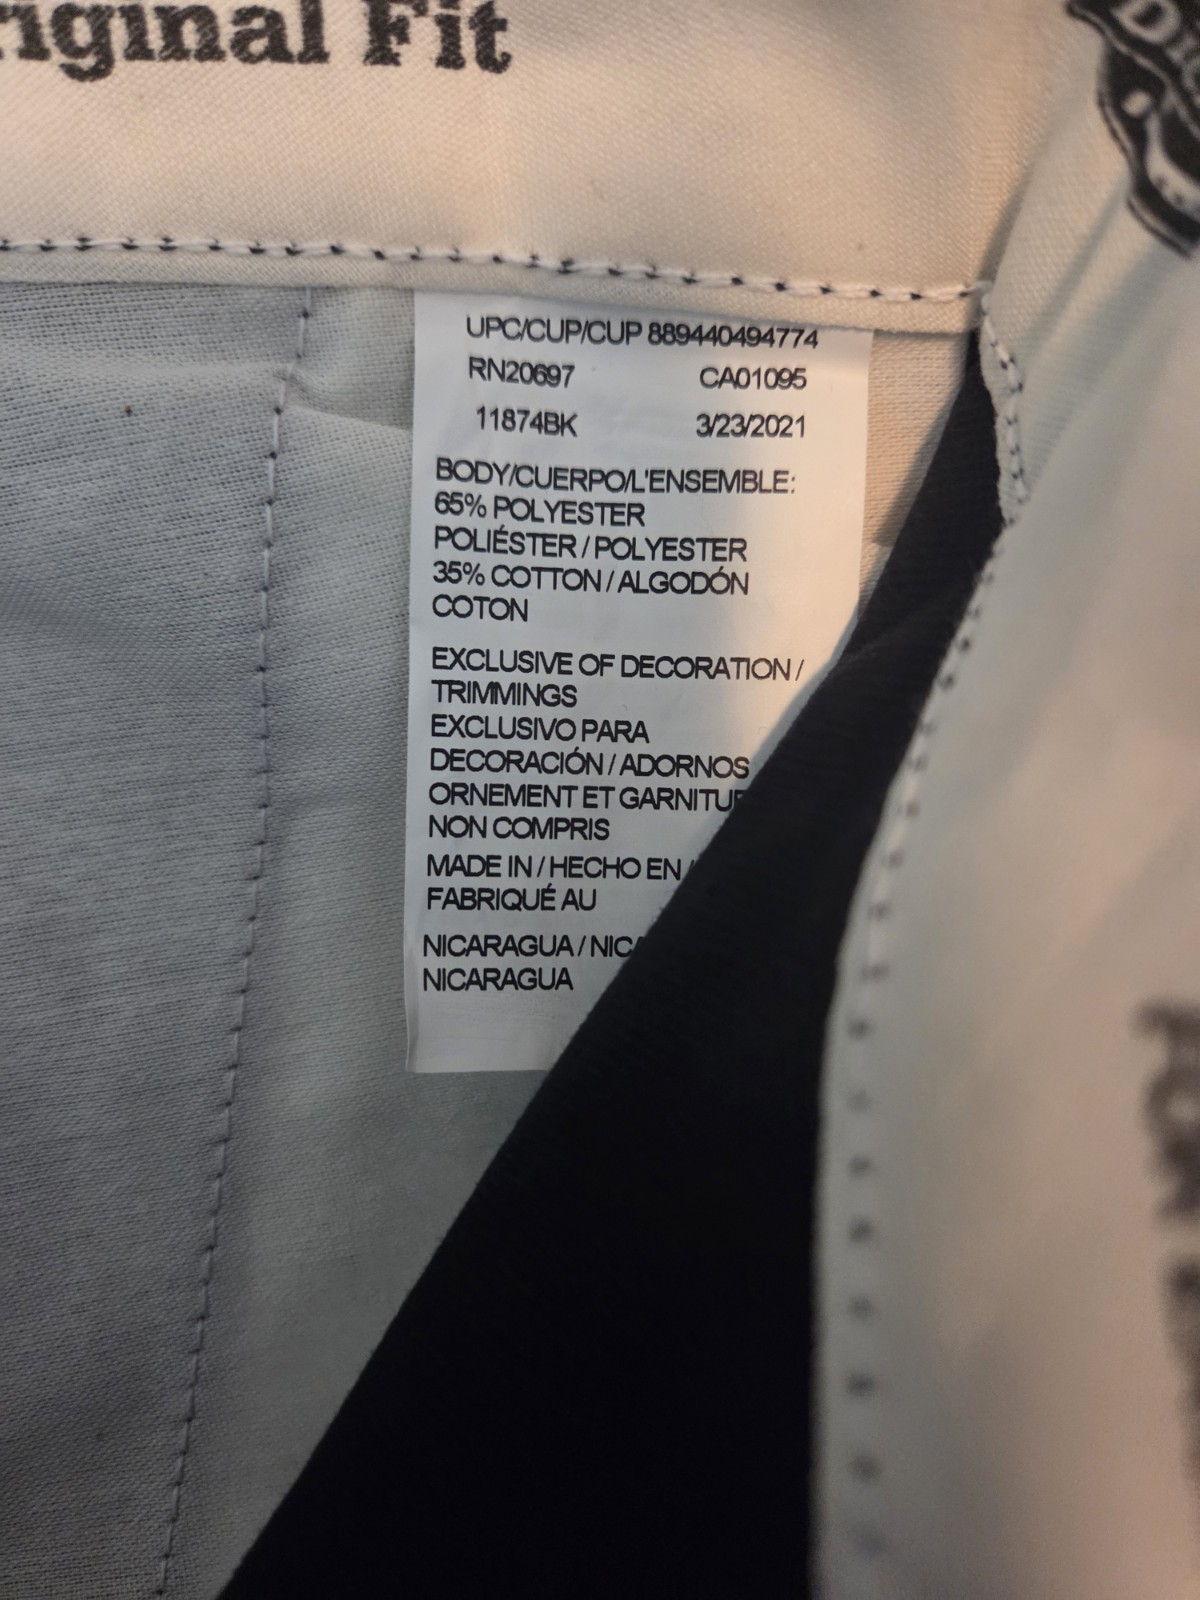 riginal Fit
UPC/CUP/CUP 889440494774
RN20697 CA01095
11874BK 3/23/2021
BODY/CUERPO/L'ENSEMBLE:
65% POLYESTER
POLIÉSTER / POLYESTER
35% COTTON / ALGODÓN
COTON
EXCLUSIVE OF DECORATION /
TRIMMINGS
EXCLUSIVO PARA
DECORACIÓN / ADORNOS
ORNEMENT ET GARNITU
NON COMPRIS
MADE IN / HECHO EN /
FABRIQUÉ AU
NICARAGUA / NICA
NICARAGUA